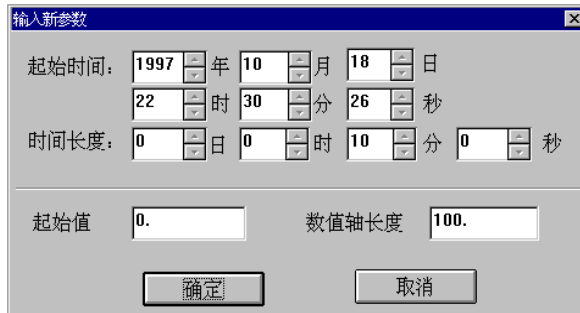 输入新参数
起始时间: 1997 年 10 月 18 日
22 时 30 分 26 秒
时间长度: 0 日 0 时 10 分 0 秒
起始值 0. 数值轴长度 100.
确定 取消